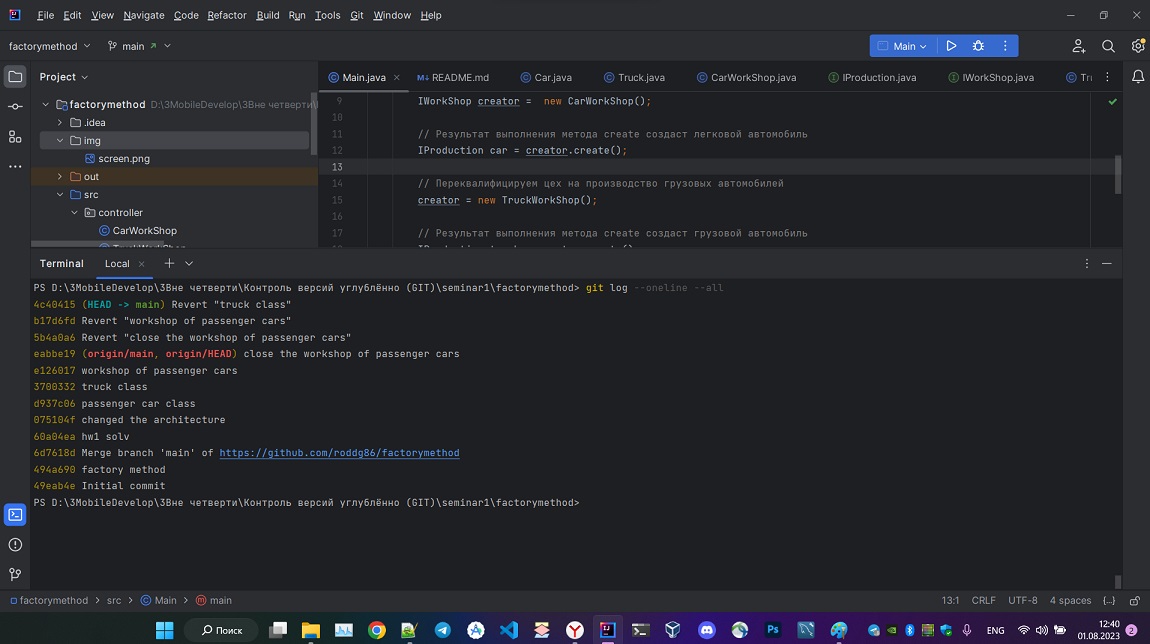 File Edit View Navigate Code Refactor Build Run Tools Git Window Help
factorymethod main Main
Project
Main.java README.md Car.java Truck.java CarWorkShop.java IProduction.java IWorkShop.java
factorymethod D:\3MobileDevelop\3Вне четверти\
.idea
img
screen.png
out
src
controller
CarWorkShop
TruckWorkShop
9 IWorkShop creator = new CarWorkShop();
10
11 // Результат выполнения метода create создаст легковой автомобиль
12 IProduction car = creator.create();
13
14 // Переквалифицируем цех на производство грузовых автомобилей
15 creator = new TruckWorkShop();
16
17 // Результат выполнения метода create создаст грузовой автомобиль
Terminal Local
PS D:\3MobileDevelop\3Вне четверти\Контроль версий углублённо (GIT)\seminar1\factorymethod> git log --oneline --all
4c40415 (HEAD -> main) Revert "truck class"
b17d6fd Revert "workshop of passenger cars"
5b4a0a6 Revert "close the workshop of passenger cars"
eabbe19 (origin/main, origin/HEAD) close the workshop of passenger cars
e126017 workshop of passenger cars
3700332 truck class
d937c06 passenger car class
075104f changed the architecture
60a04ea hw1 solv
6d7618d Merge branch 'main' of https://github.com/roddg86/factorymethod
494a690 factory method
49eab4e Initial commit
PS D:\3MobileDevelop\3Вне четверти\Контроль версий углублённо (GIT)\seminar1\factorymethod>
factorymethod > src > Main > main 13:1 CRLF UTF-8 4 spaces
Поиск ENG 12:40
01.08.2023 2